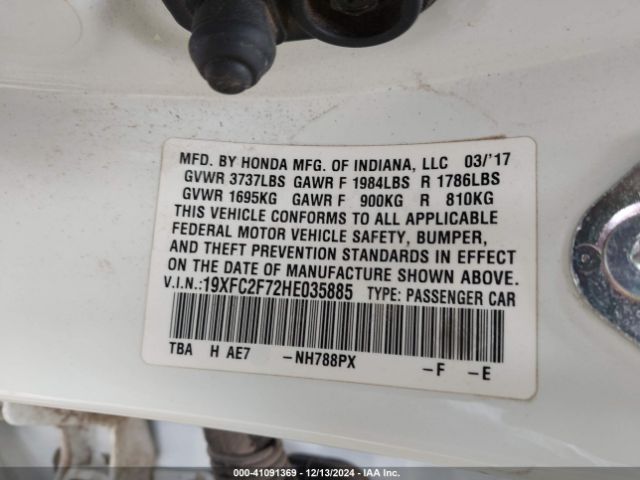 MFD. BY HONDA MFG. OF INDIANA, LLC 03/'17
GVWR 3737LBS GAWR F 1984LBS R 1786LBS
GVWR 1695KG GAWR F 900KG R 810KG
THIS VEHICLE CONFORMS TO ALL APPLICABLE
FEDERAL MOTOR VEHICLE SAFETY, BUMPER,
AND THEFT PREVENTION STANDARDS IN EFFECT
ON THE DATE OF MANUFACTURE SHOWN ABOVE.
V.I.N.:19XFC2F72HE035885 TYPE: PASSENGER CAR
TBA H AE7 -NH788PX -F -E
000-41091369 - 12/13/2024 - IAA Inc.